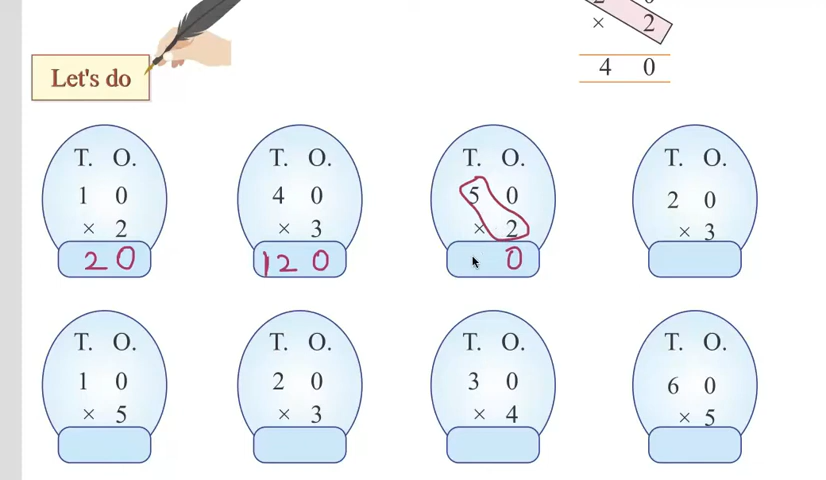 × 2
4 0
Let's do
T. O. T. O. T. O. T. O.
1 0 4 0 5 0 2 0
× 2 × 3 × 2 × 3
2 0 1 2 0 0
T. O. T. O. T. O. T. O.
1 0 2 0 3 0 6 0
× 5 × 3 × 4 × 5